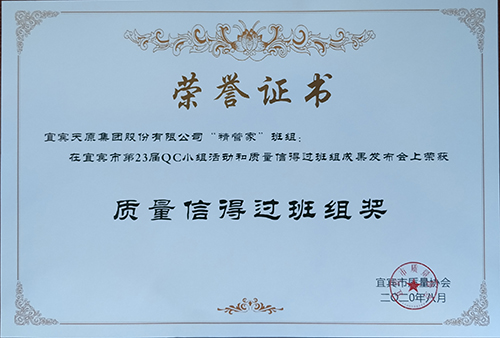 荣誉证书
宜宾天原集团股份有限公司“精管家”班组：
在宜宾市第23届QC小组活动和质量信得过班组成果发布会上荣获
质量信得过班组奖
宜宾市质量协会
二〇二〇年八月